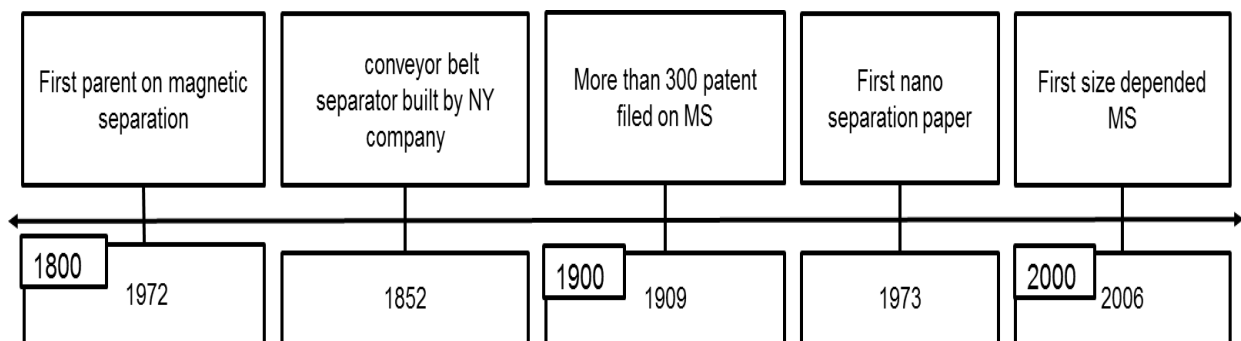 First parent on magnetic
separation
conveyor belt
separator built by NY
company
More than 300 patent
filed on MS
First nano
separation paper
First size depended
MS
1800
1972
1852
1900
1909
1973
2000
2006